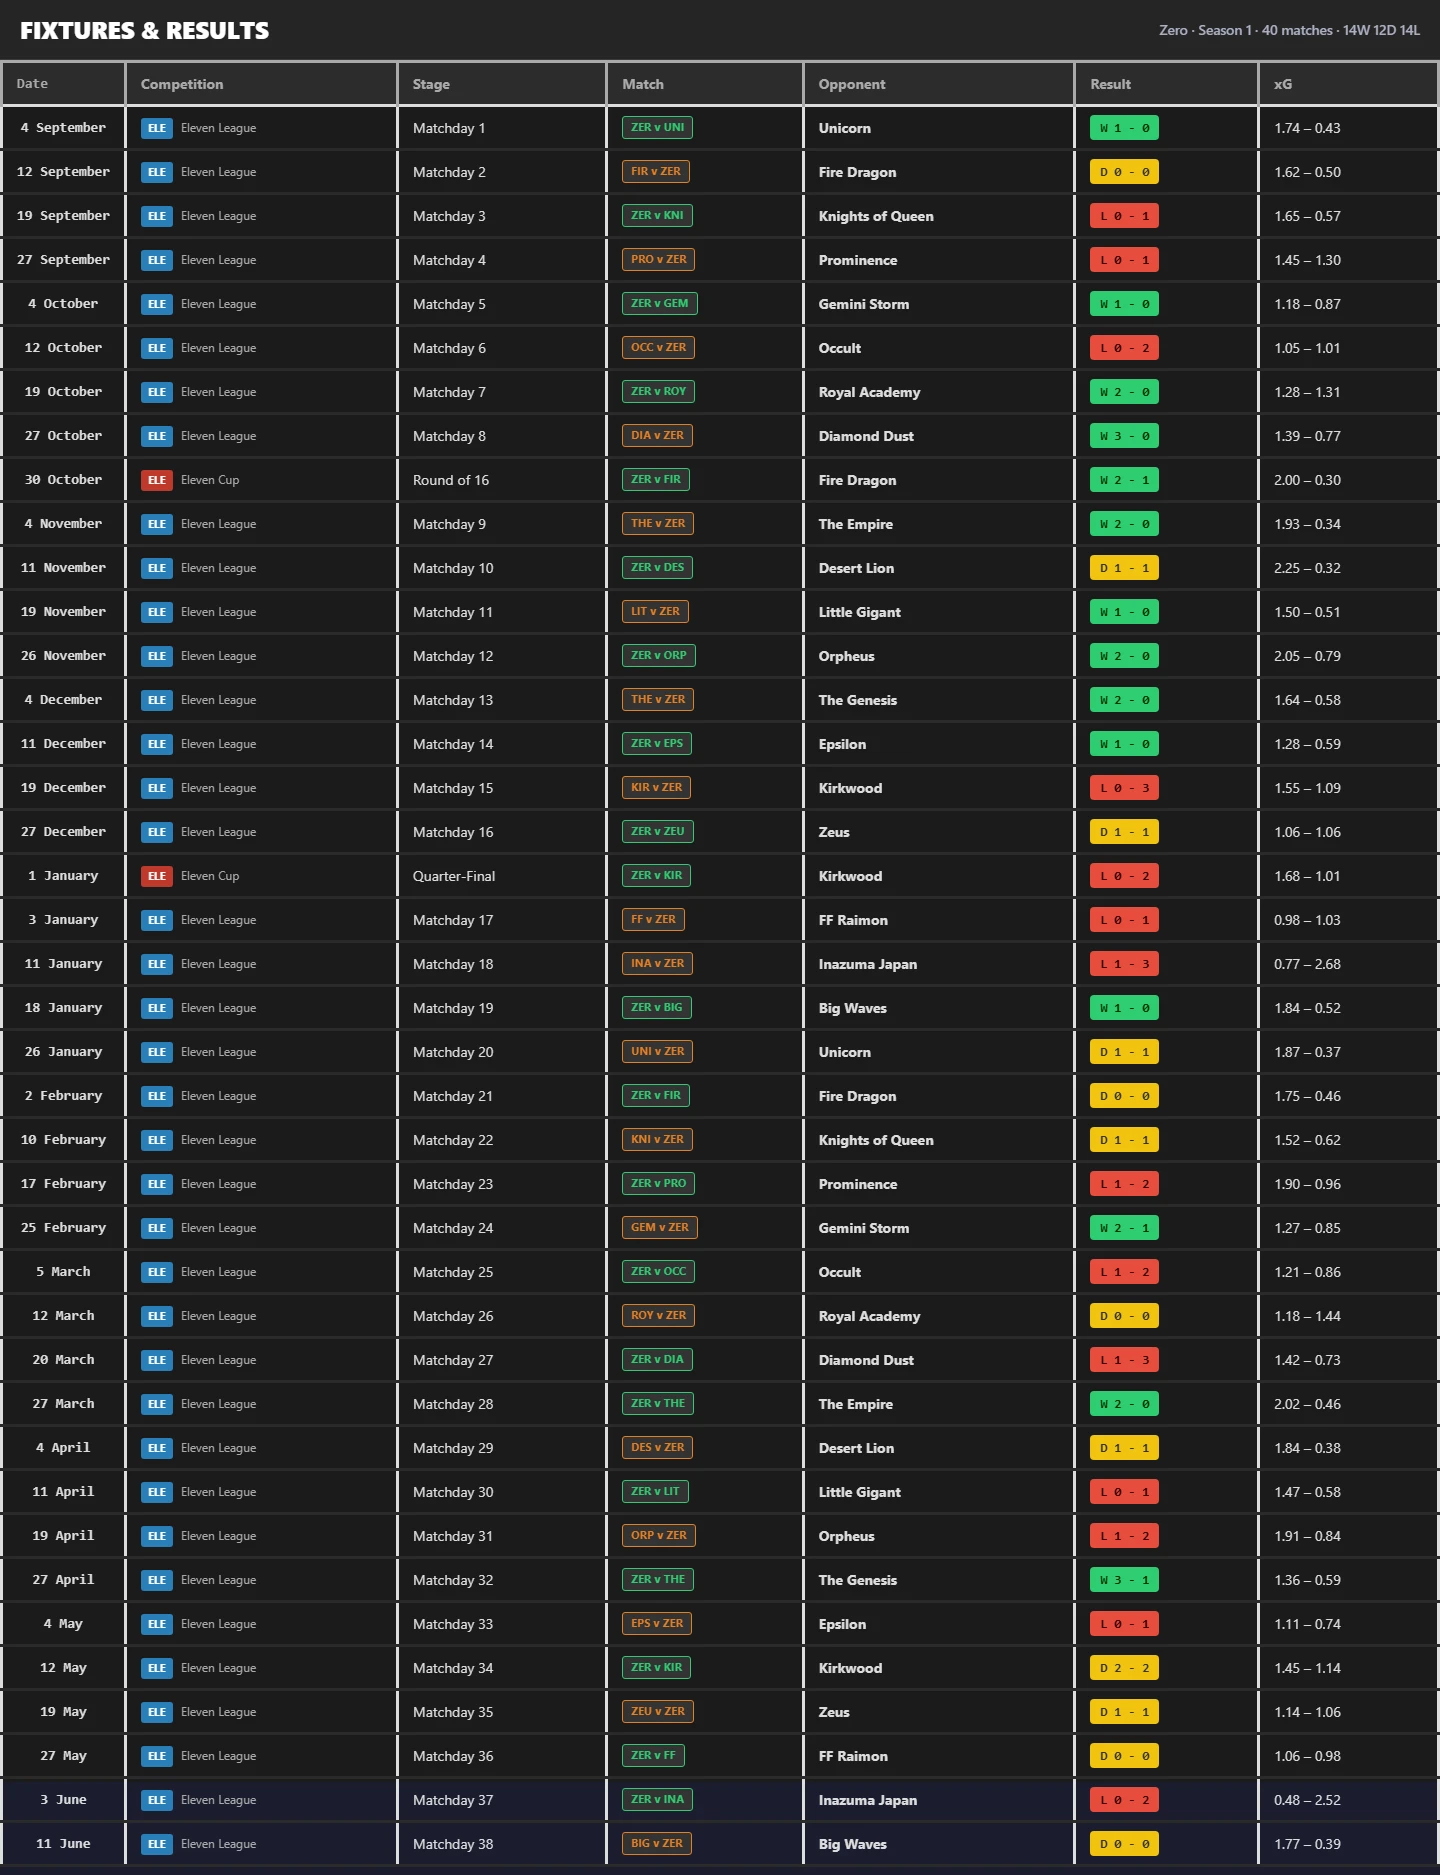 FIXTURES & RESULTS
Zero · Season 1 · 40 matches · 14W 12D 14L
Date Competition Stage Match Opponent Result xG
4 September ELE Eleven League Matchday 1 ZER v UNI Unicorn W 1 - 0 1.74 – 0.43
12 September ELE Eleven League Matchday 2 FIR v ZER Fire Dragon D 0 - 0 1.62 – 0.50
19 September ELE Eleven League Matchday 3 ZER v KNI Knights of Queen L 0 - 1 1.65 – 0.57
27 September ELE Eleven League Matchday 4 PRO v ZER Prominence L 0 - 1 1.45 – 1.30
4 October ELE Eleven League Matchday 5 ZER v GEM Gemini Storm W 1 - 0 1.18 – 0.87
12 October ELE Eleven League Matchday 6 OCC v ZER Occult L 0 - 2 1.05 – 1.01
19 October ELE Eleven League Matchday 7 ZER v ROY Royal Academy W 2 - 0 1.28 – 1.31
27 October ELE Eleven League Matchday 8 DIA v ZER Diamond Dust W 3 - 0 1.39 – 0.77
30 October ELE Eleven Cup Round of 16 ZER v FIR Fire Dragon W 2 - 1 2.00 – 0.30
4 November ELE Eleven League Matchday 9 THE v ZER The Empire W 2 - 0 1.93 – 0.34
11 November ELE Eleven League Matchday 10 ZER v DES Desert Lion D 1 - 1 2.25 – 0.32
19 November ELE Eleven League Matchday 11 LIT v ZER Little Gigant W 1 - 0 1.50 – 0.51
26 November ELE Eleven League Matchday 12 ZER v ORP Orpheus W 2 - 0 2.05 – 0.79
4 December ELE Eleven League Matchday 13 THE v ZER The Genesis W 2 - 0 1.64 – 0.58
11 December ELE Eleven League Matchday 14 ZER v EPS Epsilon W 1 - 0 1.28 – 0.59
19 December ELE Eleven League Matchday 15 KIR v ZER Kirkwood L 0 - 3 1.55 – 1.09
27 December ELE Eleven League Matchday 16 ZER v ZEU Zeus D 1 - 1 1.06 – 1.06
1 January ELE Eleven Cup Quarter-Final ZER v KIR Kirkwood L 0 - 2 1.68 – 1.01
3 January ELE Eleven League Matchday 17 FF v ZER FF Raimon L 0 - 1 0.98 – 1.03
11 January ELE Eleven League Matchday 18 INA v ZER Inazuma Japan L 1 - 3 0.77 – 2.68
18 January ELE Eleven League Matchday 19 ZER v BIG Big Waves W 1 - 0 1.84 – 0.52
26 January ELE Eleven League Matchday 20 UNI v ZER Unicorn D 1 - 1 1.87 – 0.37
2 February ELE Eleven League Matchday 21 ZER v FIR Fire Dragon D 0 - 0 1.75 – 0.46
10 February ELE Eleven League Matchday 22 KNI v ZER Knights of Queen D 1 - 1 1.52 – 0.62
17 February ELE Eleven League Matchday 23 ZER v PRO Prominence L 1 - 2 1.90 – 0.96
25 February ELE Eleven League Matchday 24 GEM v ZER Gemini Storm W 2 - 1 1.27 – 0.85
5 March ELE Eleven League Matchday 25 ZER v OCC Occult L 1 - 2 1.21 – 0.86
12 March ELE Eleven League Matchday 26 ROY v ZER Royal Academy D 0 - 0 1.18 – 1.44
20 March ELE Eleven League Matchday 27 ZER v DIA Diamond Dust L 1 - 3 1.42 – 0.73
27 March ELE Eleven League Matchday 28 ZER v THE The Empire W 2 - 0 2.02 – 0.46
4 April ELE Eleven League Matchday 29 DES v ZER Desert Lion D 1 - 1 1.84 – 0.38
11 April ELE Eleven League Matchday 30 ZER v LIT Little Gigant L 0 - 1 1.47 – 0.58
19 April ELE Eleven League Matchday 31 ORP v ZER Orpheus L 1 - 2 1.91 – 0.84
27 April ELE Eleven League Matchday 32 ZER v THE The Genesis W 3 - 1 1.36 – 0.59
4 May ELE Eleven League Matchday 33 EPS v ZER Epsilon L 0 - 1 1.11 – 0.74
12 May ELE Eleven League Matchday 34 ZER v KIR Kirkwood D 2 - 2 1.45 – 1.14
19 May ELE Eleven League Matchday 35 ZEU v ZER Zeus D 1 - 1 1.14 – 1.06
27 May ELE Eleven League Matchday 36 ZER v FF FF Raimon D 0 - 0 1.06 – 0.98
3 June ELE Eleven League Matchday 37 ZER v INA Inazuma Japan L 0 - 2 0.48 – 2.52
11 June ELE Eleven League Matchday 38 BIG v ZER Big Waves D 0 - 0 1.77 – 0.39